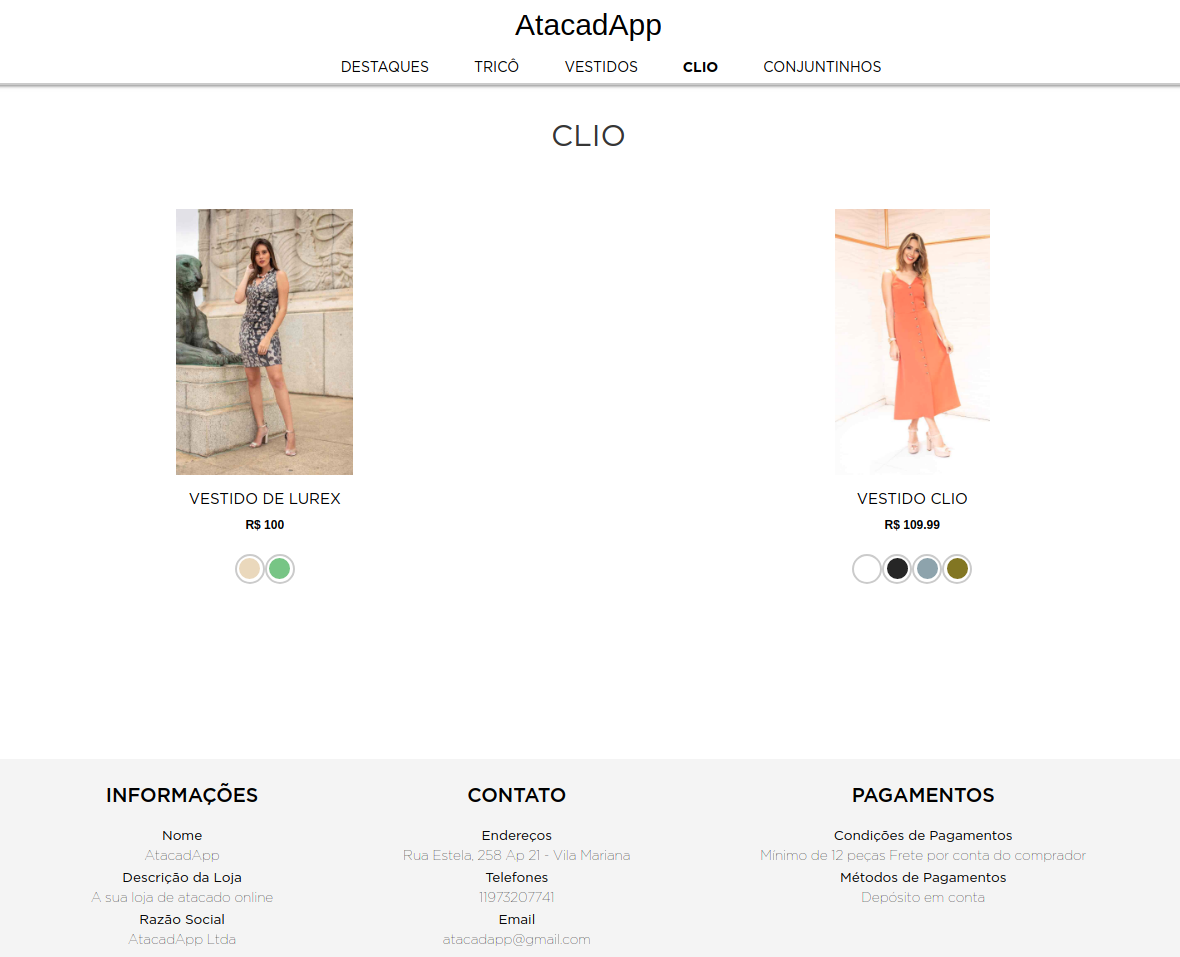 AtacadApp
DESTAQUES TRICÔ VESTIDOS CLIO CONJUNTINHOS
CLIO
VESTIDO DE LUREX
R$ 100
VESTIDO CLIO
R$ 109.99
INFORMAÇÕES
Nome
AtacadApp
Descrição da Loja
A sua loja de atacado online
Razão Social
AtacadApp Ltda
CONTATO
Endereços
Rua Estela, 258 Ap 21 - Vila Mariana
Telefones
11973207741
Email
atacadapp@gmail.com
PAGAMENTOS
Condições de Pagamentos
Mínimo de 12 peças Frete por conta do comprador
Métodos de Pagamentos
Depósito em conta